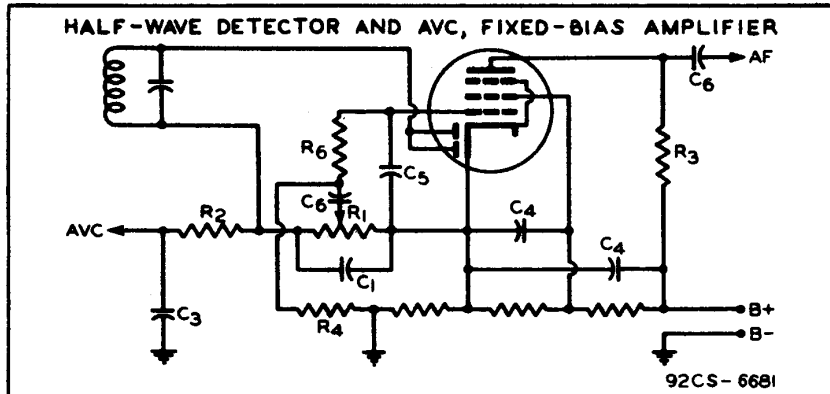 HALF-WAVE DETECTOR AND AVC, FIXED-BIAS AMPLIFIER
C6
AF
R6
R3
C5
C6
R1
C4
R2
AVC
C4
C1
C3
R4
B+
B-
92CS-6681